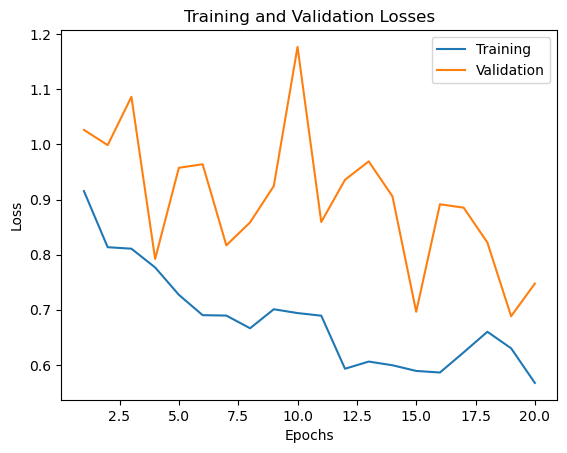 Training and Validation Losses
Training
Validation
Loss
1.2
1.1
1.0
0.9
0.8
0.7
0.6
2.5 5.0 7.5 10.0 12.5 15.0 17.5 20.0
Epochs